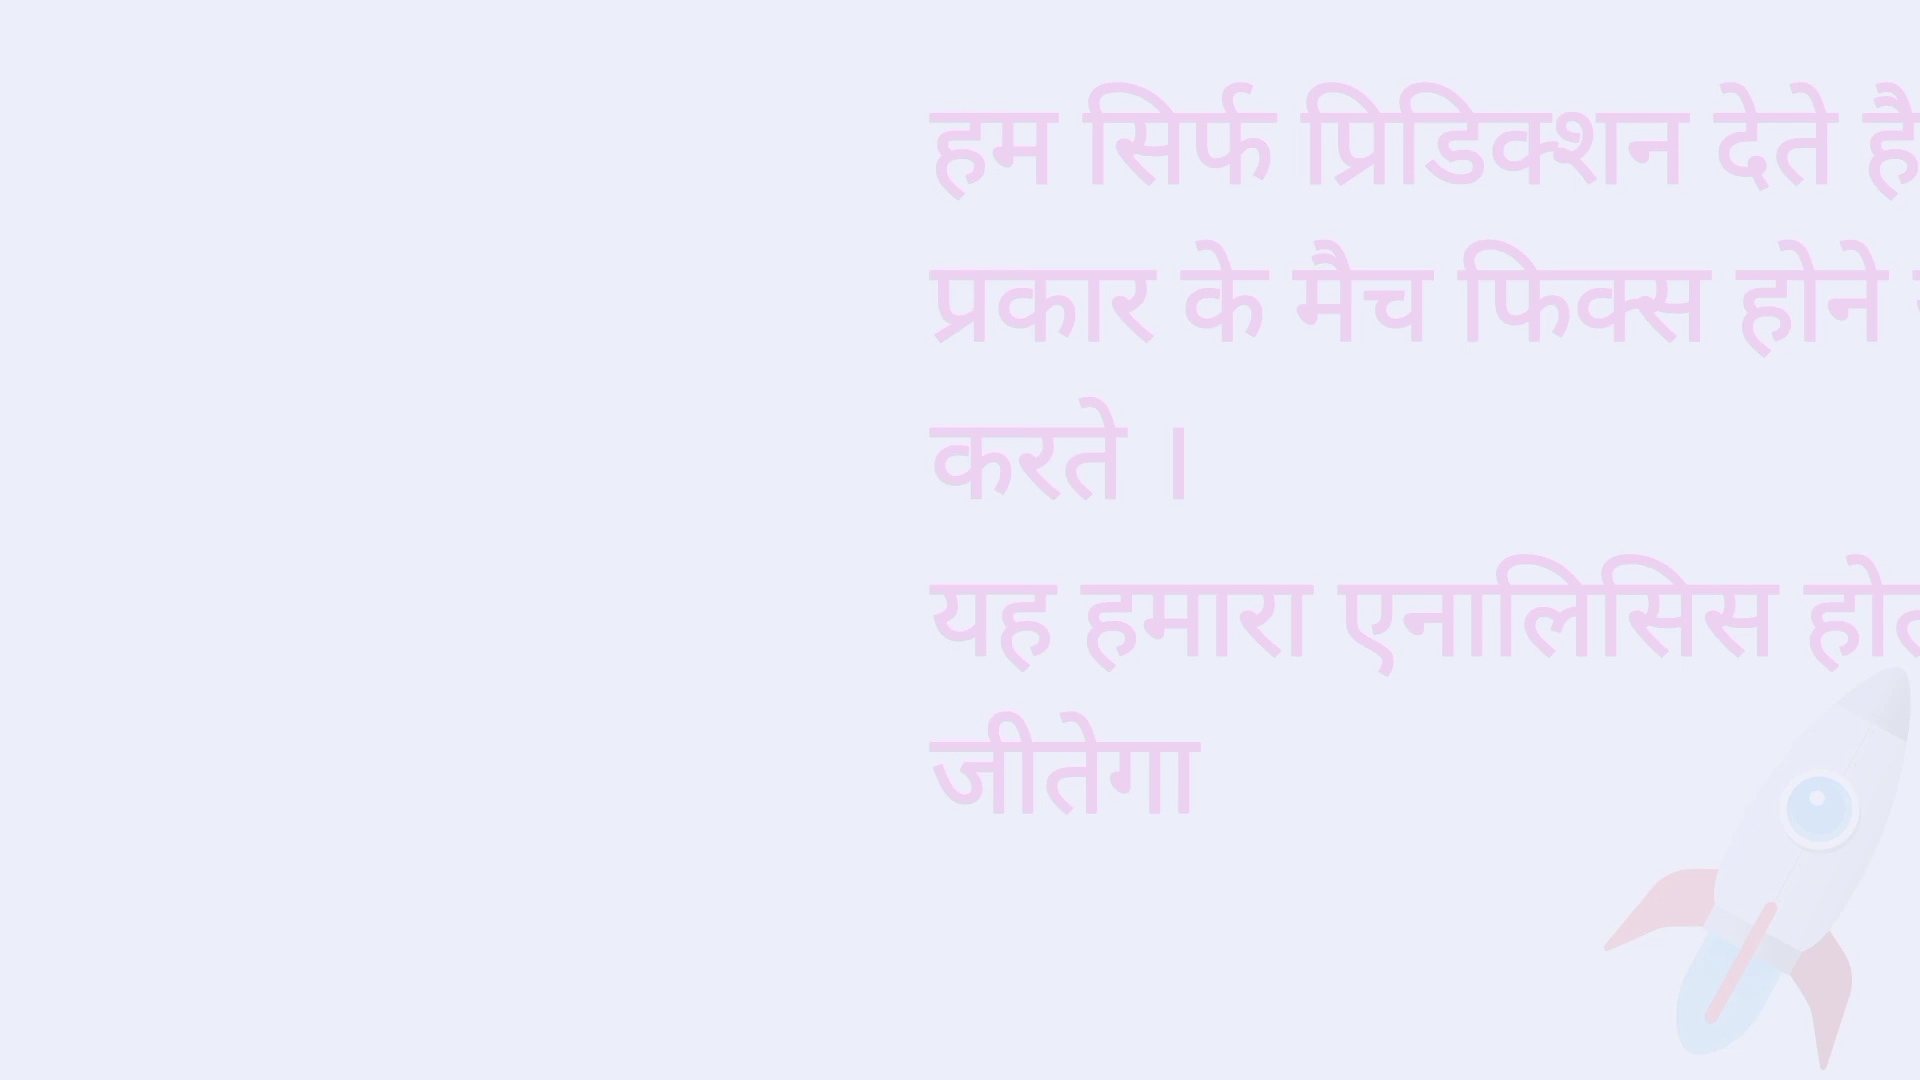 हम सिर्फ प्रिडिक्शन देते है
प्रकार के मैच फिक्स होने
करते ।
यह हमारा एनालिसिस
जीतेगा